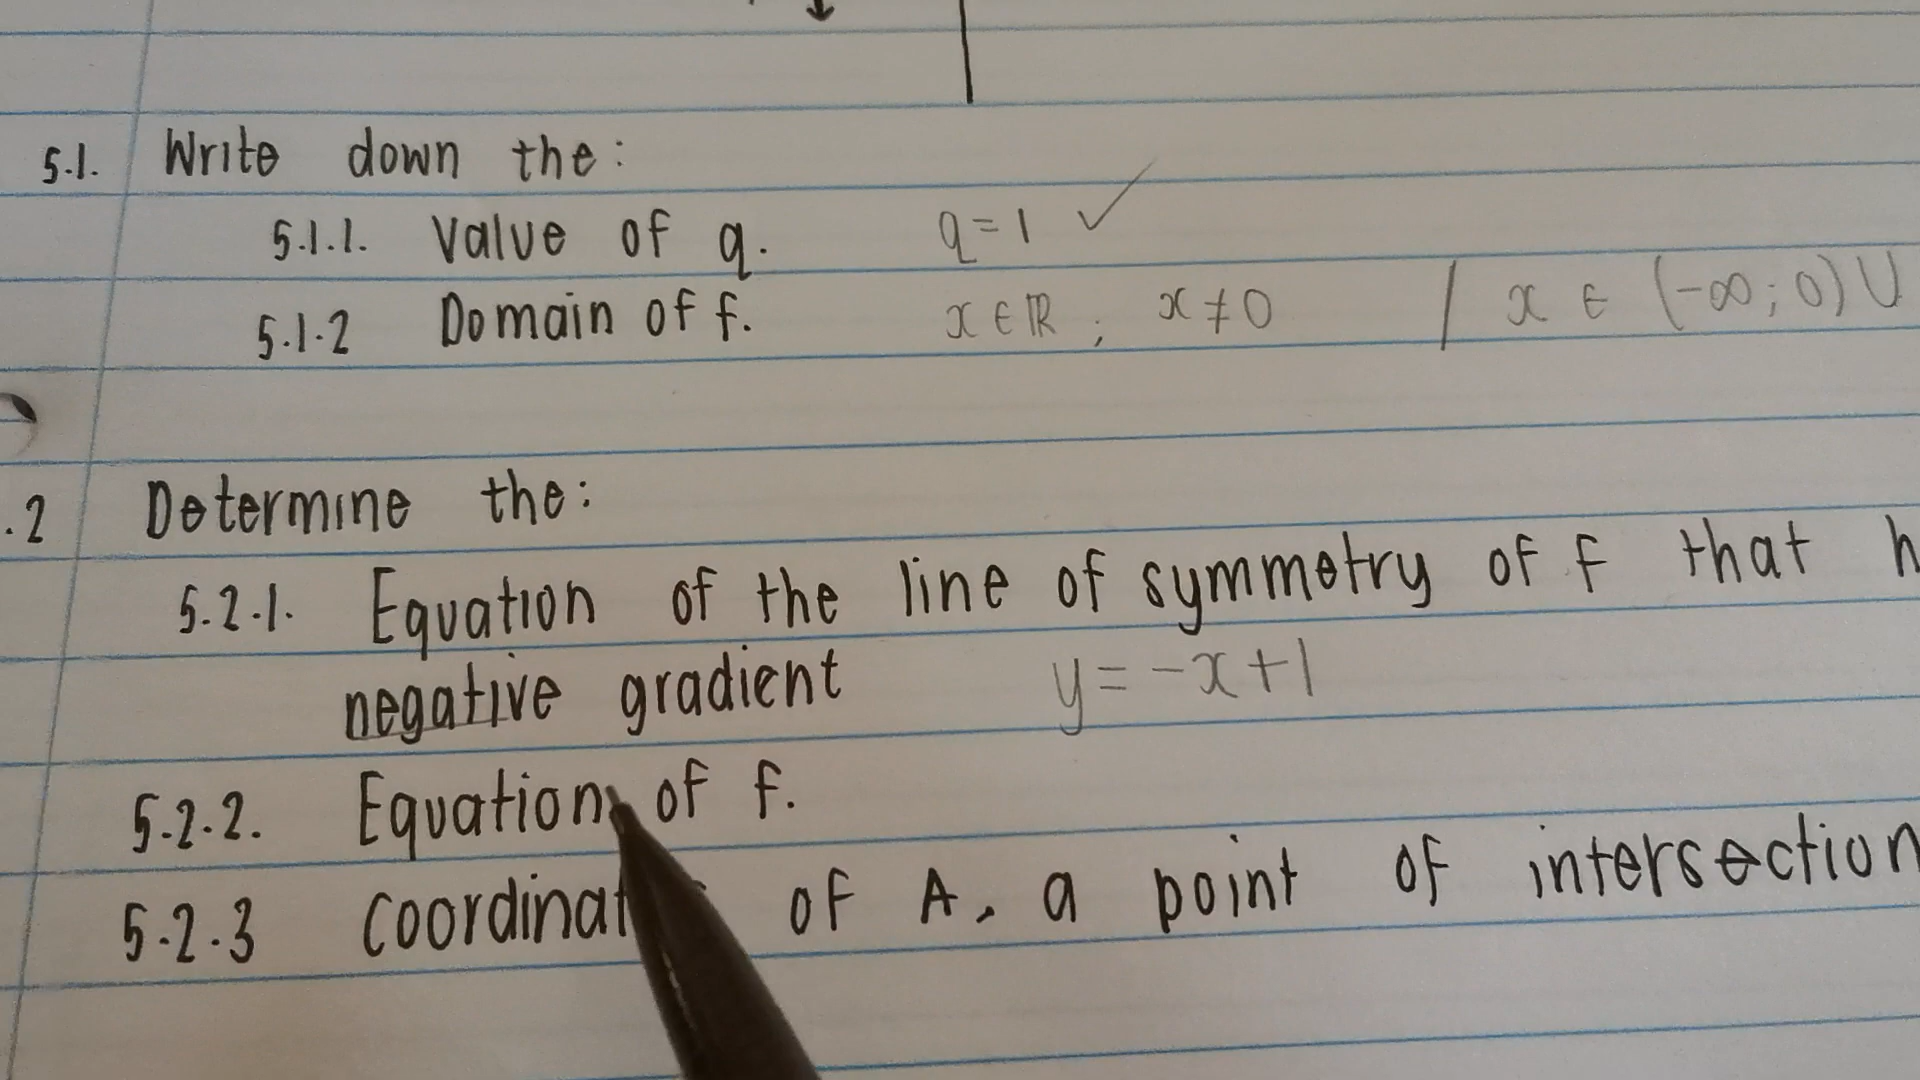 5.1. Write down the:
5.1.1. Value of q. q = 1 ✓
5.1.2 Domain of f. x ∈ ℝ ; x ≠ 0 / x ∈ (-∞; 0) ∪
.2 Determine the:
5.2.1. Equation of the line of symmetry of f that h
negative gradient y = -x + 1
5.2.2. Equation of f.
5.2.3 of A, a point of intersection